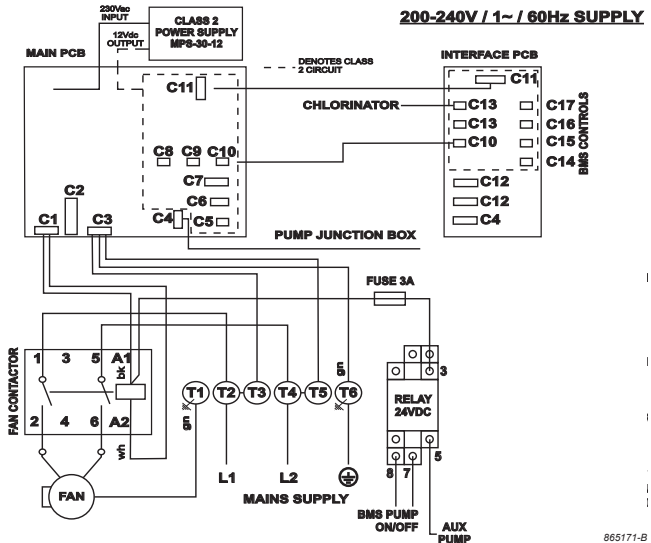 200-240V / 1~ / 60Hz SUPPLY
230Vac
INPUT
12Vdc
OUTPUT
CLASS 2
POWER SUPPLY
MPS-30-12
MAIN PCB
DENOTES CLASS
2 CIRCUIT
INTERFACE PCB
C11
C11
CHLORINATOR
C13
C17
C13
C16
C10
C15
C14
BMS CONTROLS
C8 C9 C10
C7
C6
C4
C5
C2
C1
C3
C12
C12
C4
PUMP JUNCTION BOX
FUSE 3A
FAN CONTACTOR
1 3 5 A1
bk
2 4 6 A2
wh
T1 T2 T3 T4 T5 T6
gn
gn
3
RELAY
24VDC
5
8 7
FAN
L1 L2
MAINS SUPPLY
BMS PUMP
ON/OFF
AUX
PUMP
865171-B